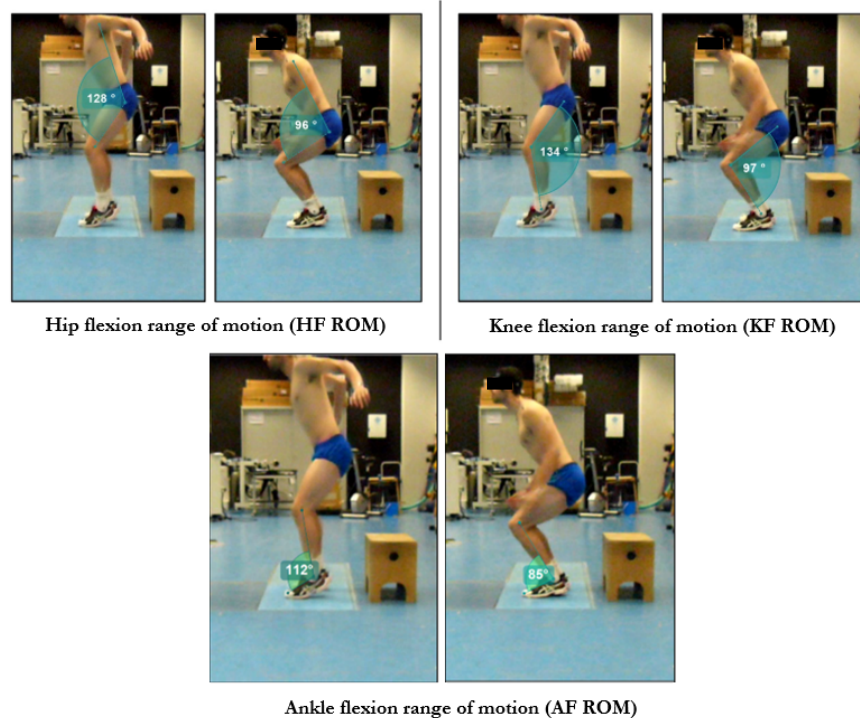 128 °
96 °
134 °
97 °
Hip flexion range of motion (HF ROM)
Knee flexion range of motion (KF ROM)
112°
85°
Ankle flexion range of motion (AF ROM)